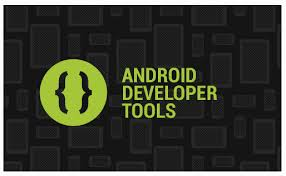 { }
ANDROID
DEVELOPER
TOOLS